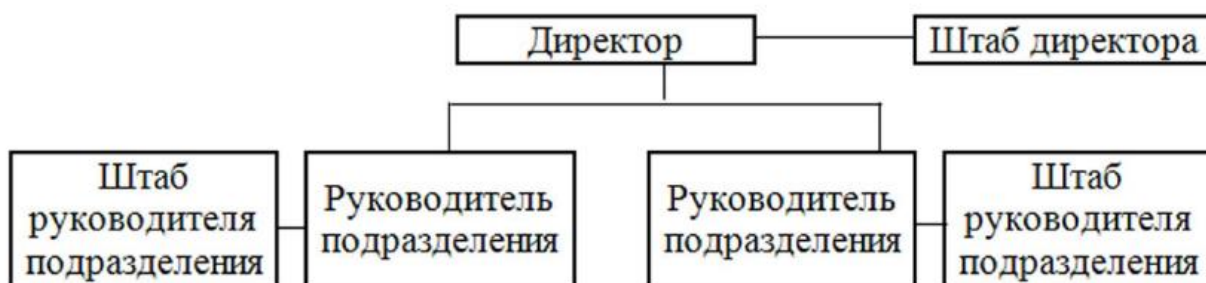 Директор
Штаб директора
Штаб
руководителя
подразделения
Руководитель
подразделения
Руководитель
подразделения
Штаб
руководителя
подразделения